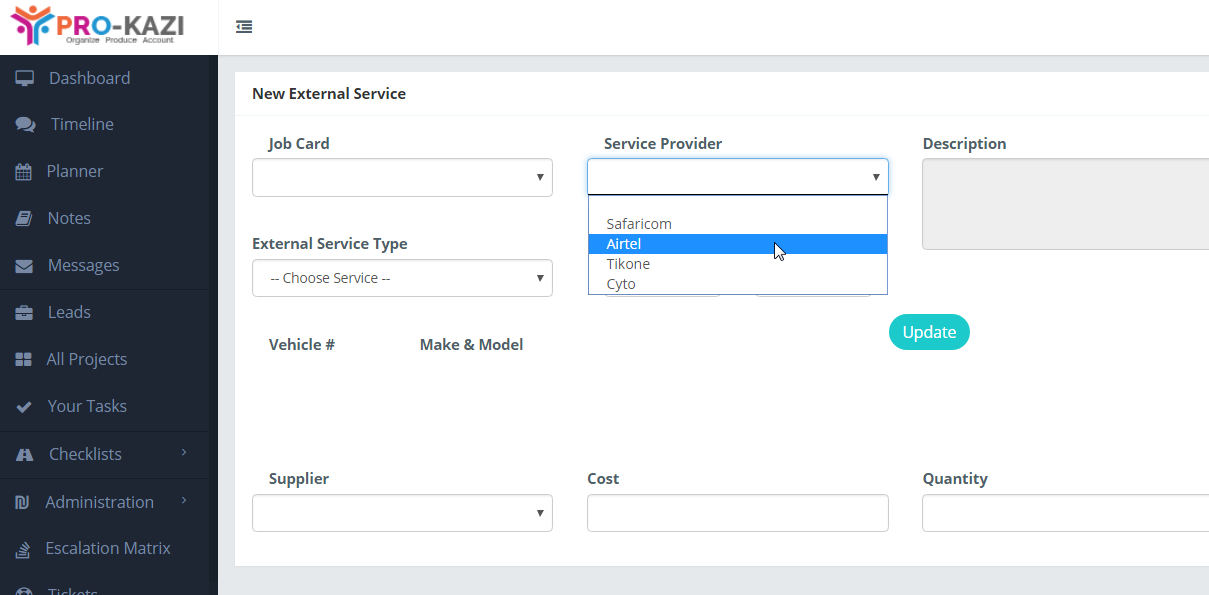 PRO-KAZI
Organize Produce Account
Dashboard
Timeline
Planner
Notes
Messages
Leads
All Projects
Your Tasks
Checklists
Administration
Escalation Matrix
Tickets
New External Service
Job Card
Service Provider
Description
Safaricom
Airtel
Tikone
Cyto
External Service Type
-- Choose Service --
Update
Vehicle #
Make & Model
Supplier
Cost
Quantity